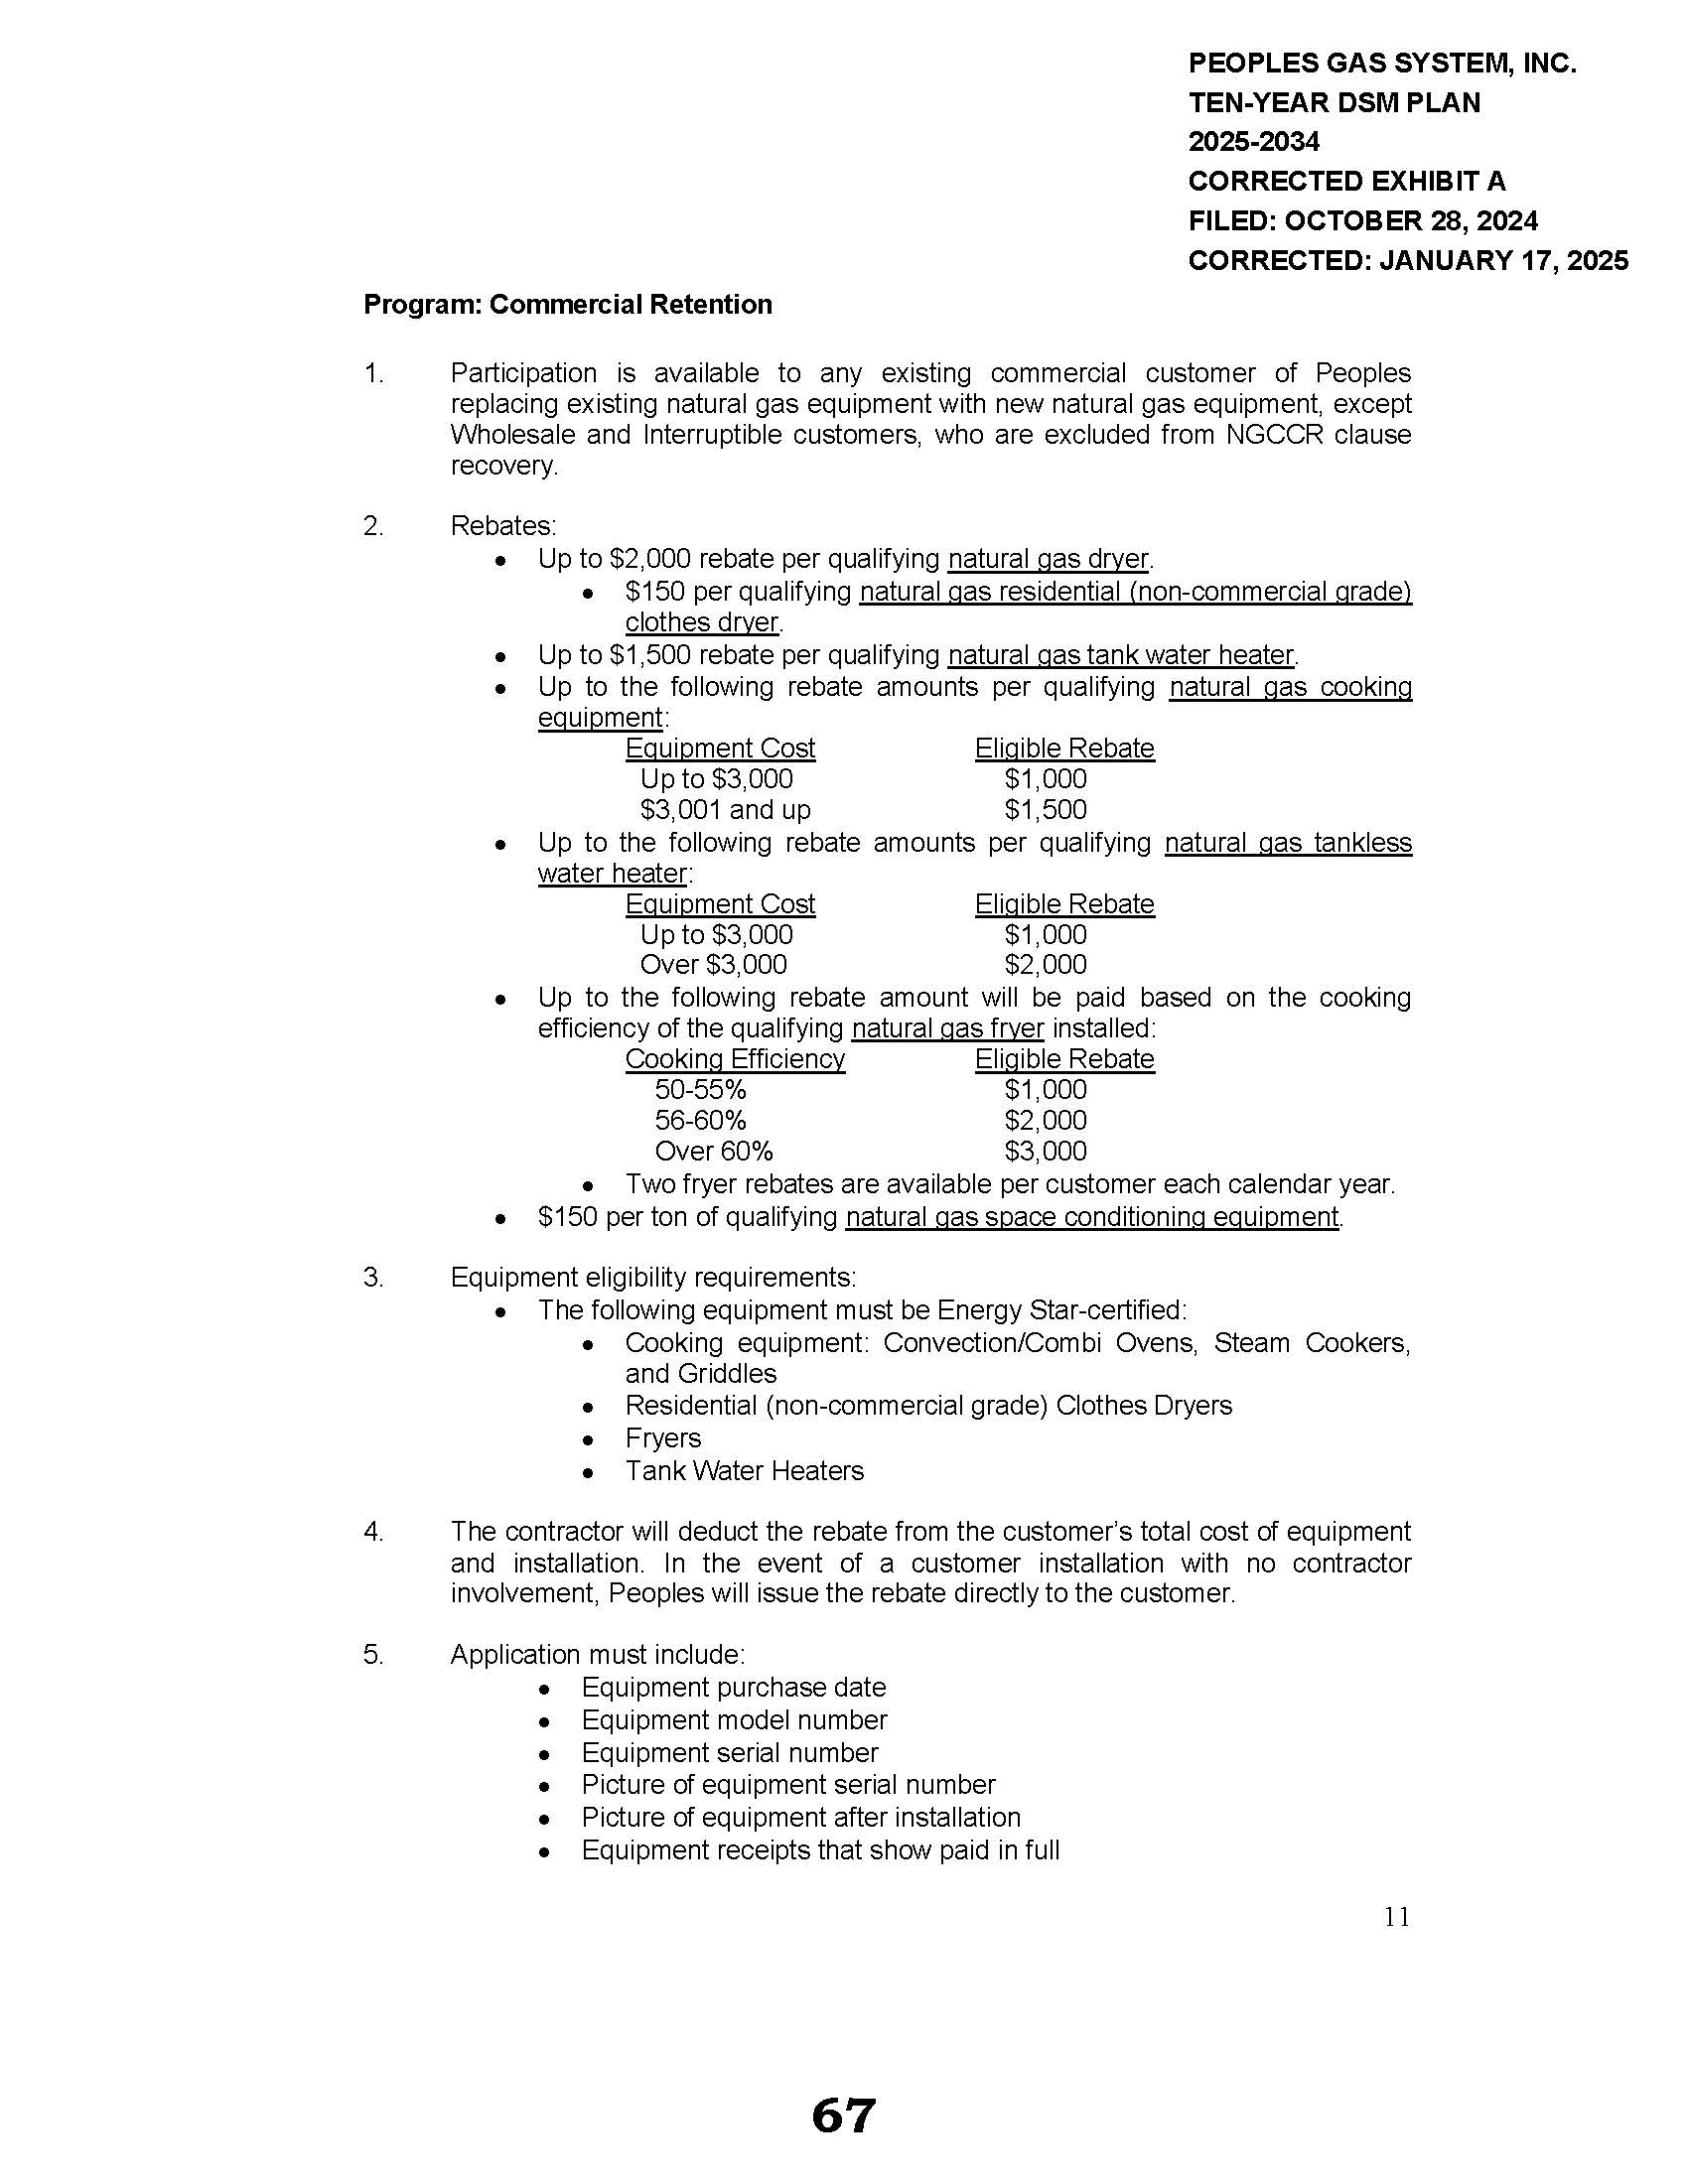 PEOPLES GAS SYSTEM, INC.
TEN-YEAR DSM PLAN
2025-2034
CORRECTED EXHIBIT A
FILED: OCTOBER 28, 2024
CORRECTED: JANUARY 17, 2025
Program: Commercial Retention
1. Participation is available to any existing commercial customer of Peoples
replacing existing natural gas equipment with new natural gas equipment, except
Wholesale and Interruptible customers, who are excluded from NGCCR clause
recovery.
2. Rebates:
• Up to $2,000 rebate per qualifying natural gas dryer.
• $150 per qualifying natural gas residential (non-commercial grade)
clothes dryer.
• Up to $1,500 rebate per qualifying natural gas tank water heater.
• Up to the following rebate amounts per qualifying natural gas cooking
equipment:
Equipment Cost Eligible Rebate
Up to $3,000 $1,000
$3,001 and up $1,500
• Up to the following rebate amounts per qualifying natural gas tankless
water heater:
Equipment Cost Eligible Rebate
Up to $3,000 $1,000
Over $3,000 $2,000
• Up to the following rebate amount will be paid based on the cooking
efficiency of the qualifying natural gas fryer installed:
Cooking Efficiency Eligible Rebate
50-55% $1,000
56-60% $2,000
Over 60% $3,000
• Two fryer rebates are available per customer each calendar year.
• $150 per ton of qualifying natural gas space conditioning equipment.
3. Equipment eligibility requirements:
• The following equipment must be Energy Star-certified:
• Cooking equipment: Convection/Combi Ovens, Steam Cookers,
and Griddles
• Residential (non-commercial grade) Clothes Dryers
• Fryers
• Tank Water Heaters
4. The contractor will deduct the rebate from the customer’s total cost of equipment
and installation. In the event of a customer installation with no contractor
involvement, Peoples will issue the rebate directly to the customer.
5. Application must include:
• Equipment purchase date
• Equipment model number
• Equipment serial number
• Picture of equipment serial number
• Picture of equipment after installation
• Equipment receipts that show paid in full
11
67